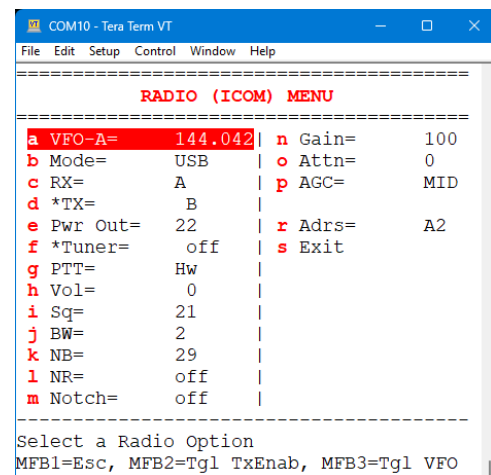 COM10 - Tera Term VT
File Edit Setup Control Window Help
========================================
RADIO (ICOM) MENU
========================================
a VFO-A= 144.042| n Gain= 100
b Mode= USB | o Attn= 0
c RX= A | p AGC= MID
d *TX= B |
e Pwr Out= 22 | r Adrs= A2
f *Tuner= off | s Exit
g PTT= Hw |
h Vol= 0 |
i Sq= 21 |
j BW= 2 |
k NB= 29 |
l NR= off |
m Notch= off |
----------------------------------------
Select a Radio Option
MFB1=Esc, MFB2=Tgl TxEnab, MFB3=Tgl VFO